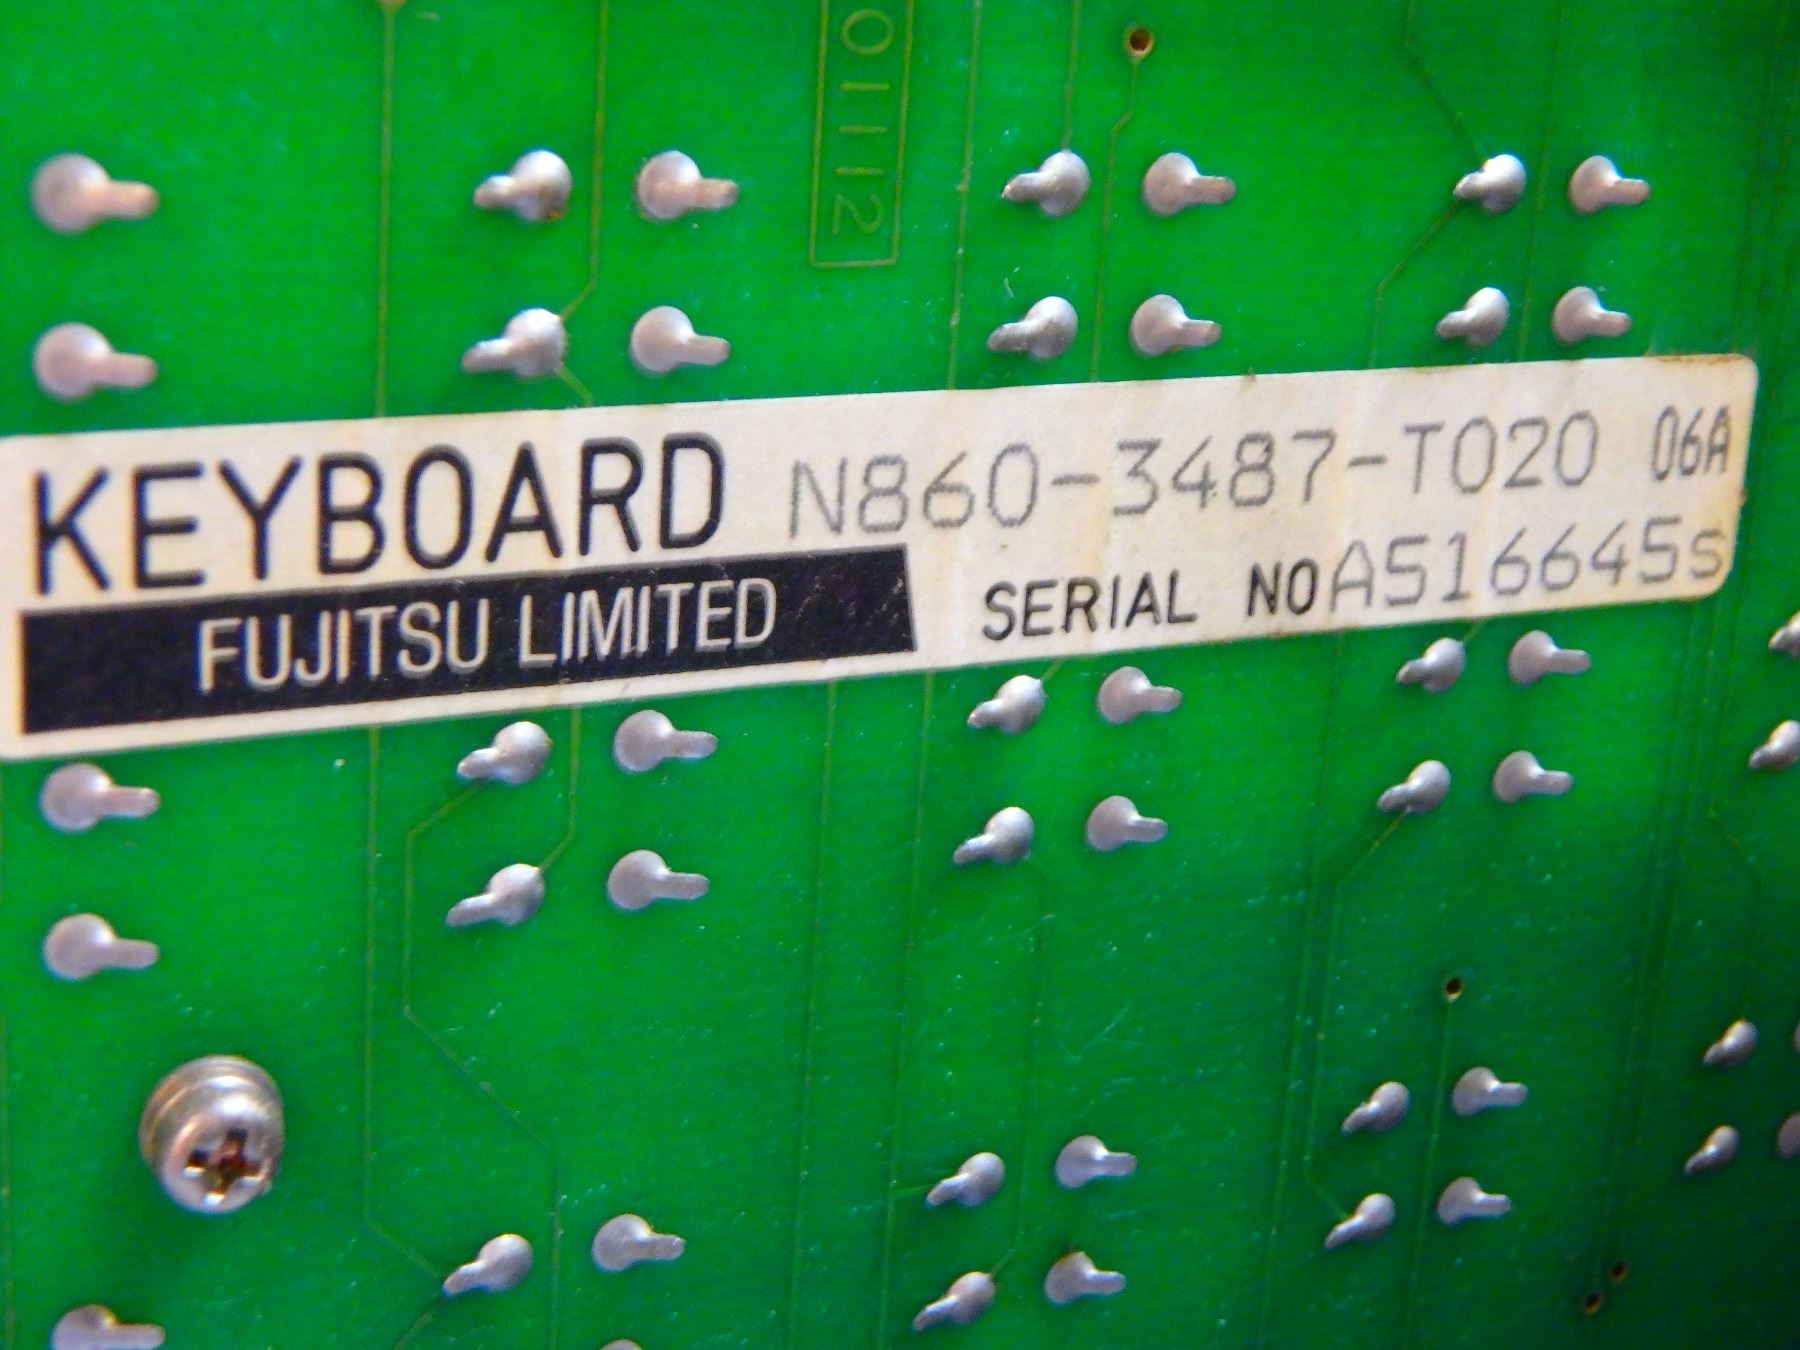 01112
KEYBOARD N860-3487-T020 06A
FUJITSU LIMITED SERIAL NO A516645s